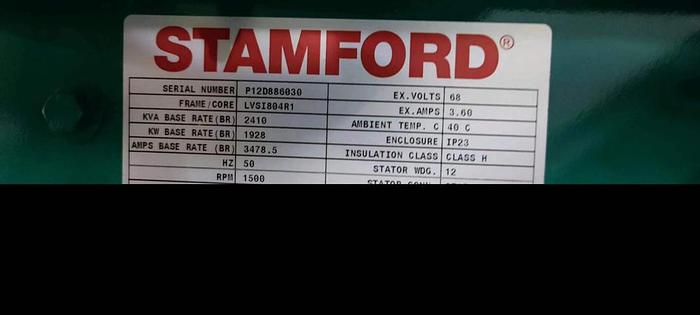 STAMFORD®
SERIAL NUMBER P12D886030 EX.VOLTS 68
FRAME/CORE LVSI804R1 EX.AMPS 3.60
KVA BASE RATE(BR) 2410 AMBIENT TEMP. C 40 C
KW BASE RATE(BR) 1928 ENCLOSURE IP23
AMPS BASE RATE (BR) 3478.5 INSULATION CLASS CLASS H
HZ 50 STATOR WDG. 12
RPM 1500 STATOR